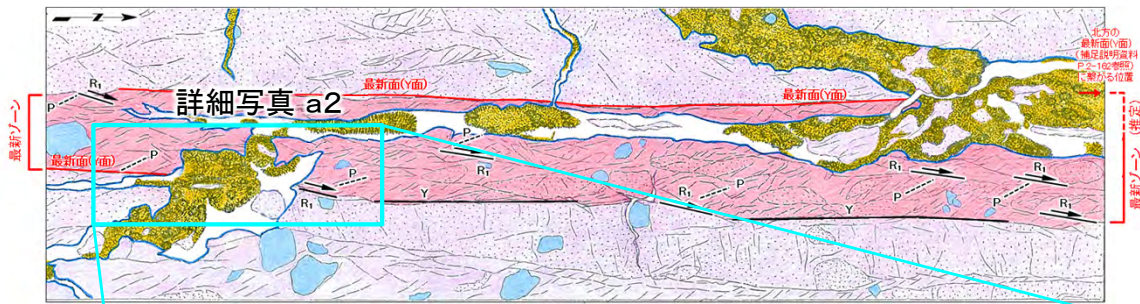 Z
北方の
最新面(Y面)
(補足説明資料
P.2-162参照)
に繋がる位置
最新面(Y面)
最新面(Y面)
R₁
P
詳細写真 a2
最新ゾーン
P
最新面(Y面)
P
R₁
R₁
P
Y
R₁
P
Y
P
R₁
R₁
P
R₁
(推定)
最新ゾーン